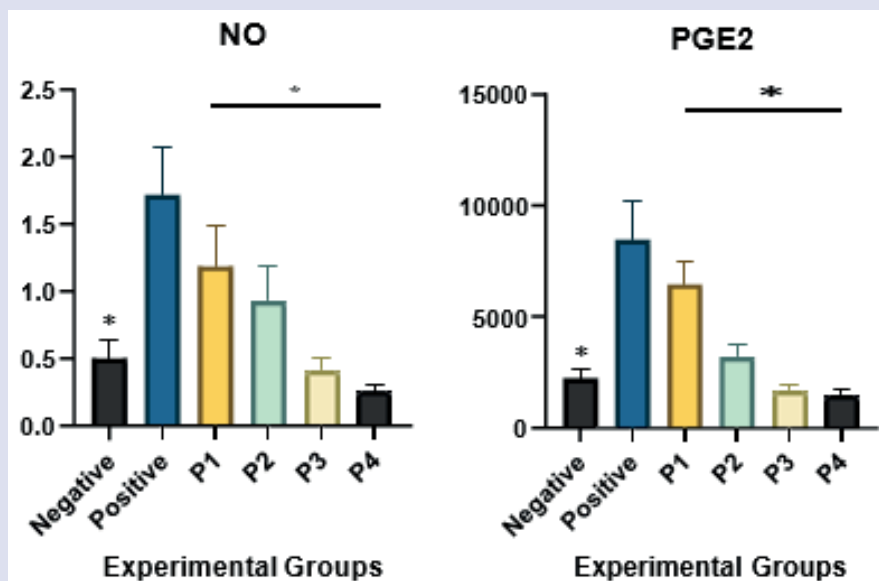 NO
2.5
2.0
1.5
1.0
0.5
0.0
*
*
Negative
Positive
P1
P2
P3
P4
Experimental Groups
PGE2
15000
10000
5000
0
*
*
Negative
Positive
P1
P2
P3
P4
Experimental Groups